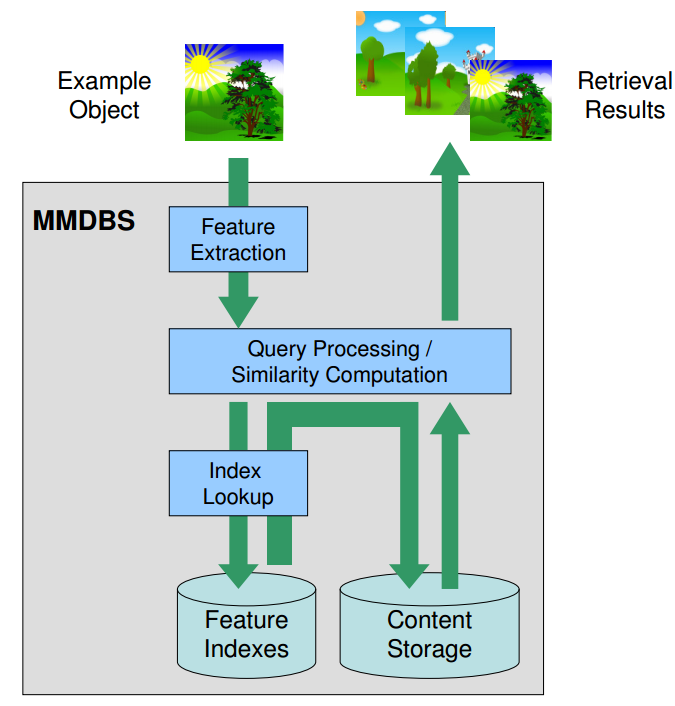 Example
Object
Retrieval
Results
MMDBS
Feature
Extraction
Query Processing /
Similarity Computation
Index
Lookup
Feature
Indexes
Content
Storage